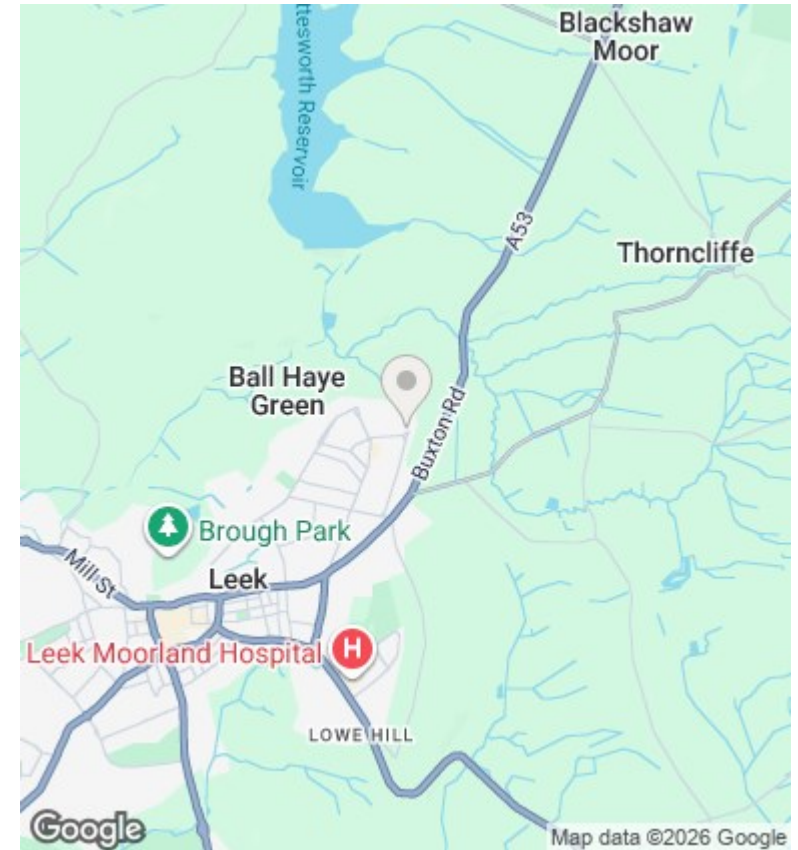 Blackshaw
Moor
ttesworth Reservoir
A53
Thorncliffe
Ball Haye
Green
Buxton Rd
Brough Park
Mill St
Leek
Leek Moorland Hospital
H
LOWE HILL
Google
Map data ©2026 Google